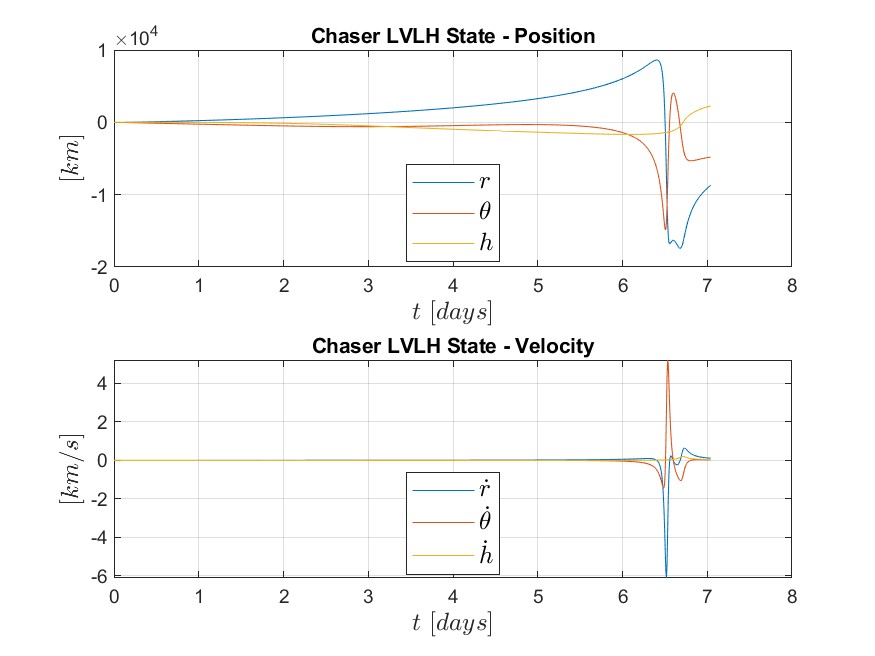 Chaser LVLH State - Position
×10⁴
1
0
-1
-2
[km]
r
θ
h
0 1 2 3 4 5 6 7 8
t [days]
Chaser LVLH State - Velocity
4
2
0
-2
-4
-6
[km/s]
ṙ
θ̇
ḣ
0 1 2 3 4 5 6 7 8
t [days]